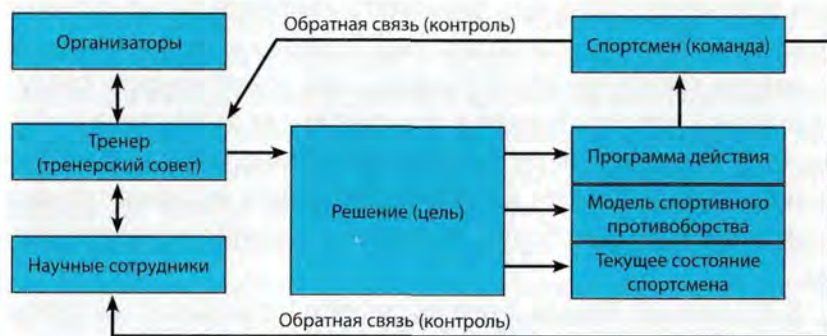 Организаторы
Обратная связь (контроль)
Спортсмен (команда)
Тренер
(тренерский совет)
Решение (цель)
Программа действия
Модель спортивного
противоборства
Научные сотрудники
Текущее состояние
спортсмена
Обратная связь (контроль)